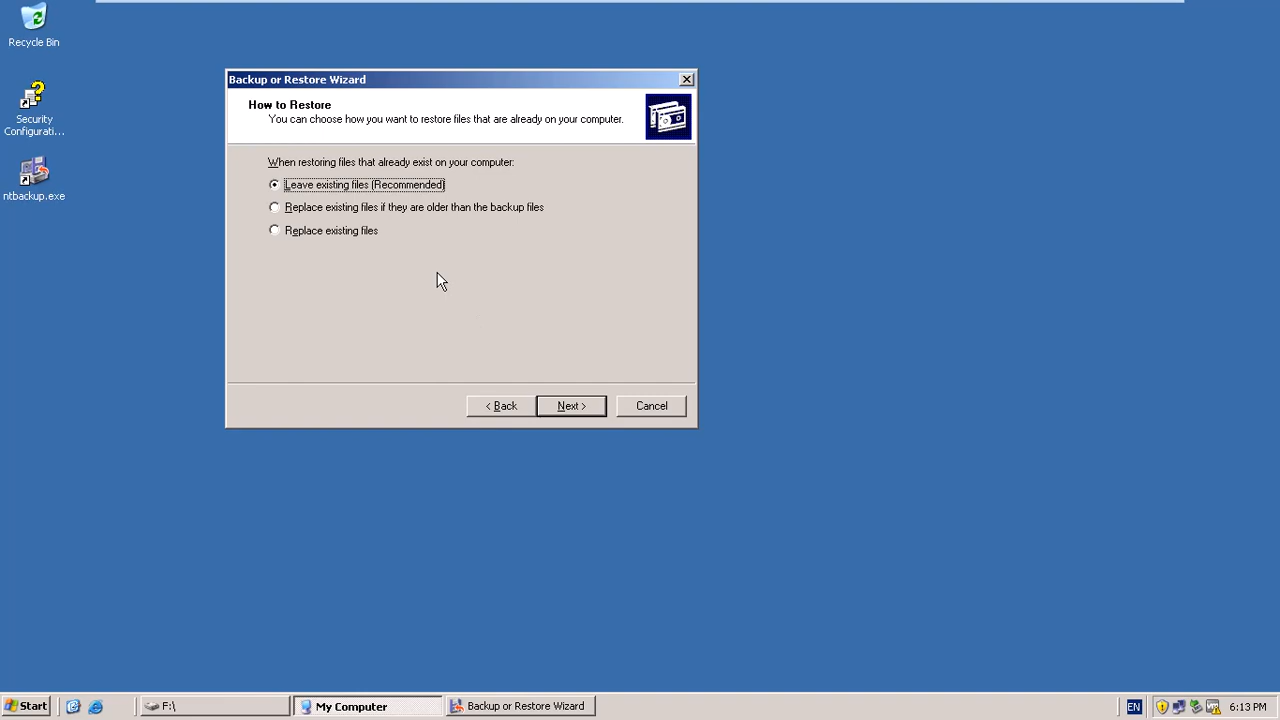 Recycle Bin
Security
Configurati...
ntbackup.exe
Backup or Restore Wizard
How to Restore
You can choose how you want to restore files that are already on your computer.
When restoring files that already exist on your computer:
Leave existing files (Recommended)
Replace existing files if they are older than the backup files
Replace existing files
< Back
Next >
Cancel
Start
F:\
My Computer
Backup or Restore Wizard
EN
6:13 PM